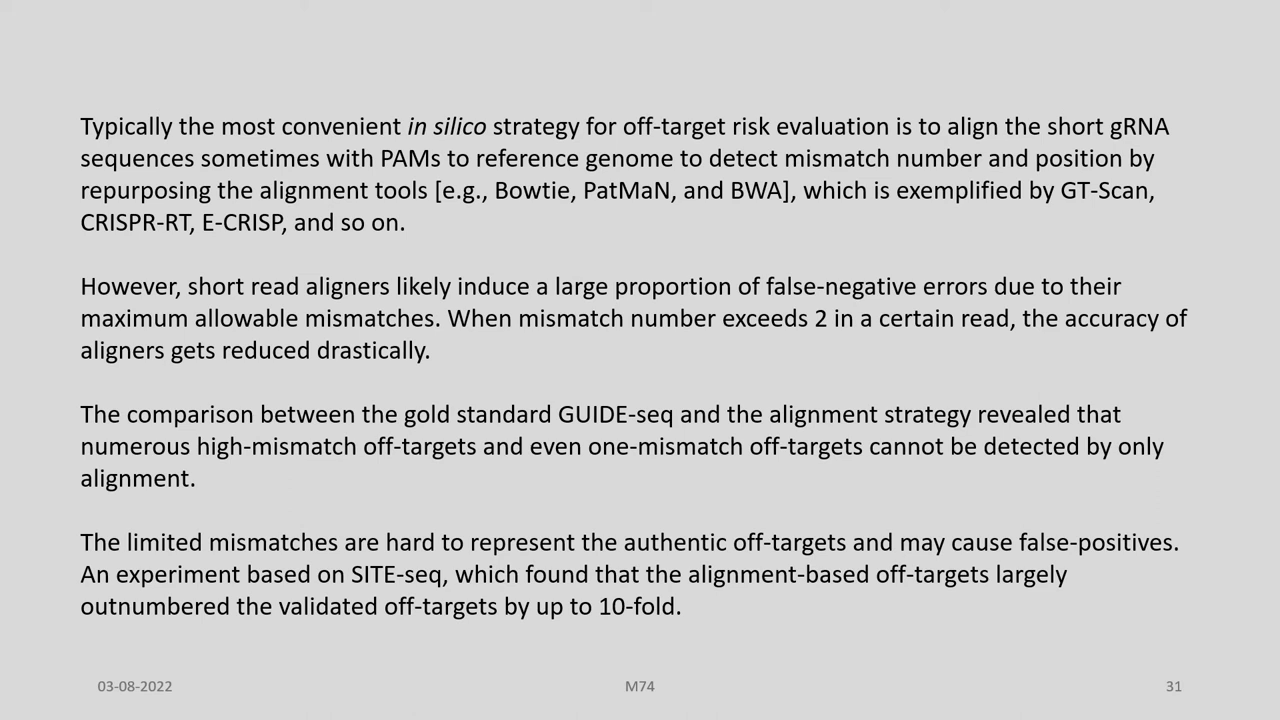 Typically the most convenient in silico strategy for off-target risk evaluation is to align the short gRNA
sequences sometimes with PAMs to reference genome to detect mismatch number and position by
repurposing the alignment tools [e.g., Bowtie, PatMaN, and BWA], which is exemplified by GT-Scan,
CRISPR-RT, E-CRISP, and so on.
However, short read aligners likely induce a large proportion of false-negative errors due to their
maximum allowable mismatches. When mismatch number exceeds 2 in a certain read, the accuracy of
aligners gets reduced drastically.
The comparison between the gold standard GUIDE-seq and the alignment strategy revealed that
numerous high-mismatch off-targets and even one-mismatch off-targets cannot be detected by only
alignment.
The limited mismatches are hard to represent the authentic off-targets and may cause false-positives.
An experiment based on SITE-seq, which found that the alignment-based off-targets largely
outnumbered the validated off-targets by up to 10-fold.
03-08-2022
M74
31